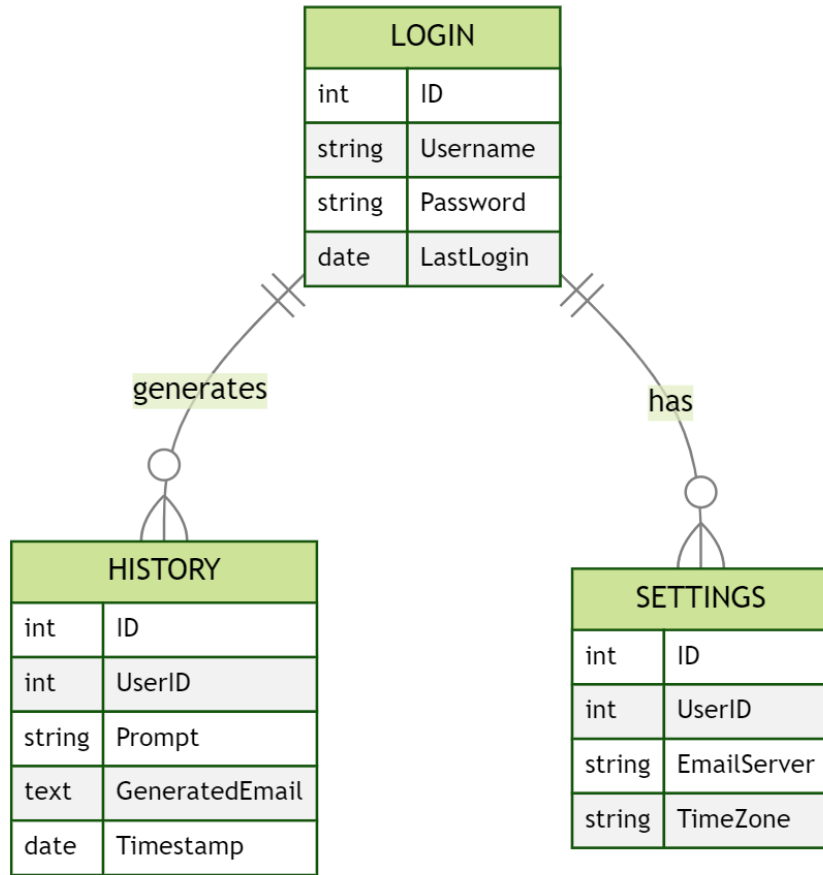 LOGIN
int ID
string Username
string Password
date LastLogin
generates
has
HISTORY
int ID
int UserID
string Prompt
text GeneratedEmail
date Timestamp
SETTINGS
int ID
int UserID
string EmailServer
string TimeZone